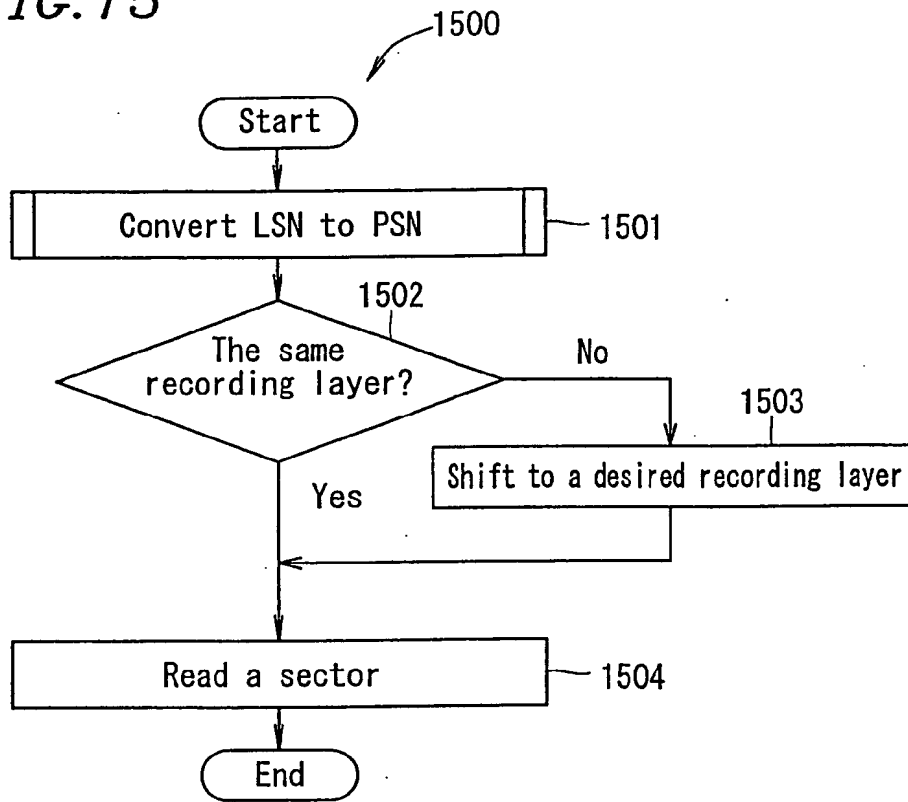 IG. 15
1500
Start
Convert LSN to PSN
1501
1502
The same
recording layer?
No
1503
Shift to a desired recording layer
Yes
Read a sector
1504
End